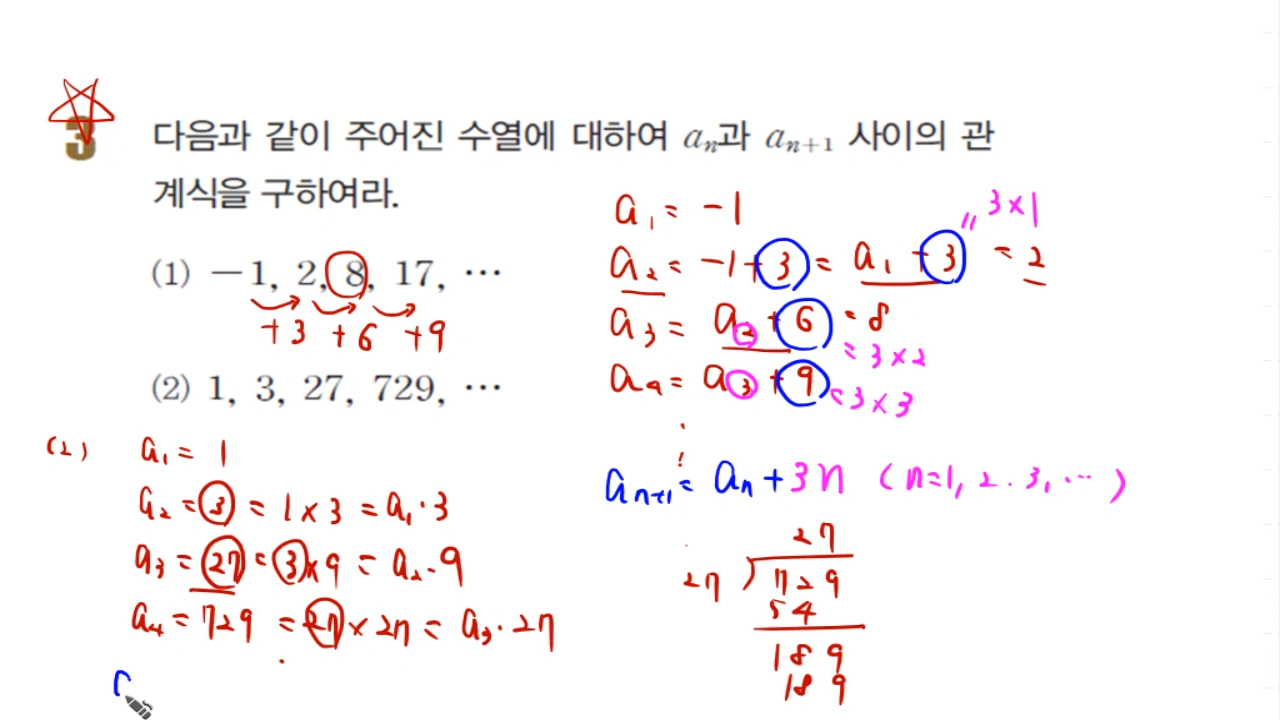 3 다음과 같이 주어진 수열에 대하여 aₙ과 aₙ₊₁ 사이의 관
계식을 구하여라.
(1) −1, 2, 8, 17, ⋯
+3 +6 +9
(2) 1, 3, 27, 729, ⋯
a₁ = −1
a₂ = −1+3 = a₁+3 = 2
" 3×1
a₃ = a₂+6 = 8
= 3×2
a₄ = a₃+9
= 3×3
⋮
aₙ₊₁ = aₙ+3n (n=1, 2. 3, ⋯)
(2) a₁ = 1
a₂ = 3 = 1×3 = a₁·3
a₃ = 27 = 3×9 = a₂·9
a₄ = 729 = 27×27 = a₃·27
27
27 ) 729
54
189
189